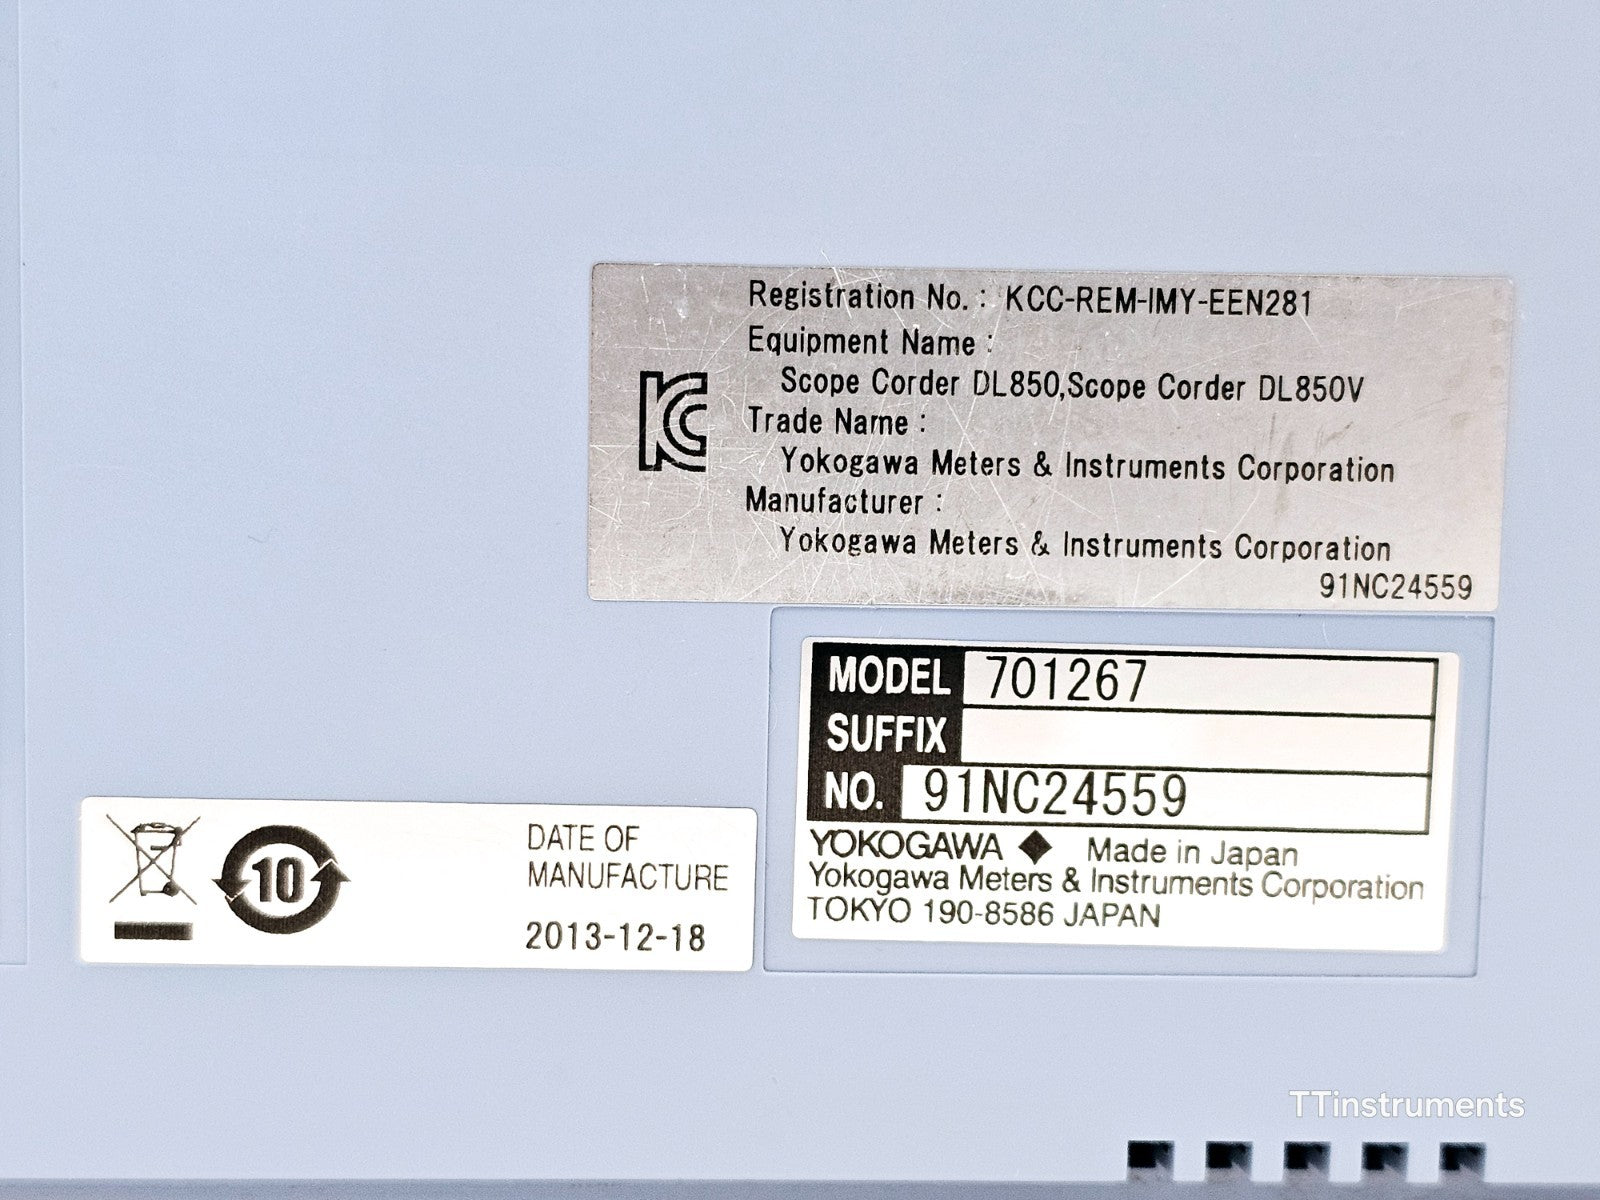 Registration No. : KCC-REM-IMY-EEN281
Equipment Name :
Scope Corder DL850,Scope Corder DL850V
Trade Name :
Yokogawa Meters & Instruments Corporation
Manufacturer :
Yokogawa Meters & Instruments Corporation
91NC24559
MODEL 701267
SUFFIX
NO. 91NC24559
YOKOGAWA ◆ Made in Japan
Yokogawa Meters & Instruments Corporation
TOKYO 190-8586 JAPAN
10
DATE OF
MANUFACTURE
2013-12-18
TTinstruments